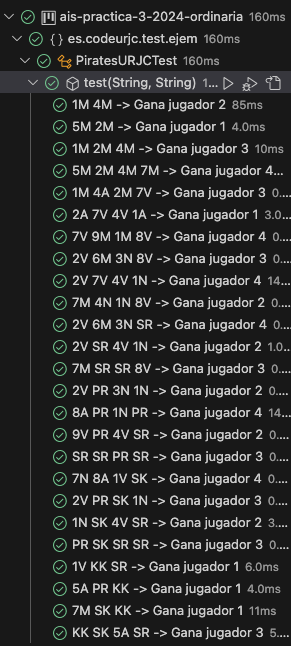 ais-practica-3-2024-ordinaria 160ms
{ } es.codeurjc.test.ejem 160ms
PiratesURJCTest 160ms
test(String, String) 1...
1M 4M -> Gana jugador 2 85ms
5M 2M -> Gana jugador 1 4.0ms
1M 2M 4M -> Gana jugador 3 10ms
5M 2M 4M 7M -> Gana jugador 4...
1M 4A 2M 7V -> Gana jugador 3 0....
2A 7V 4V 1A -> Gana jugador 1 3.0...
7V 9M 1M 8V -> Gana jugador 4 0....
2V 6M 3N 8V -> Gana jugador 3 0....
2V 7V 4V 1N -> Gana jugador 4 14...
7M 4N 1N 8V -> Gana jugador 2 0....
2V 6M 3N SR -> Gana jugador 4 0....
2V SR 4V 1N -> Gana jugador 2 1.0...
7M SR SR 8V -> Gana jugador 3 0....
2V PR 3N 1N -> Gana jugador 2 0....
8A PR 1N PR -> Gana jugador 4 14...
9V PR 4V SR -> Gana jugador 2 0....
SR SR PR SR -> Gana jugador 3 0....
7N 8A 1V SK -> Gana jugador 4 0....
2V PR SK 1N -> Gana jugador 3 0....
1N SK 4V SR -> Gana jugador 2 3....
PR SK SR SR -> Gana jugador 3 0....
1V KK SR -> Gana jugador 1 6.0ms
5A PR KK -> Gana jugador 1 4.0ms
7M SK KK -> Gana jugador 1 11ms
KK SK 5A SR -> Gana jugador 3 5....